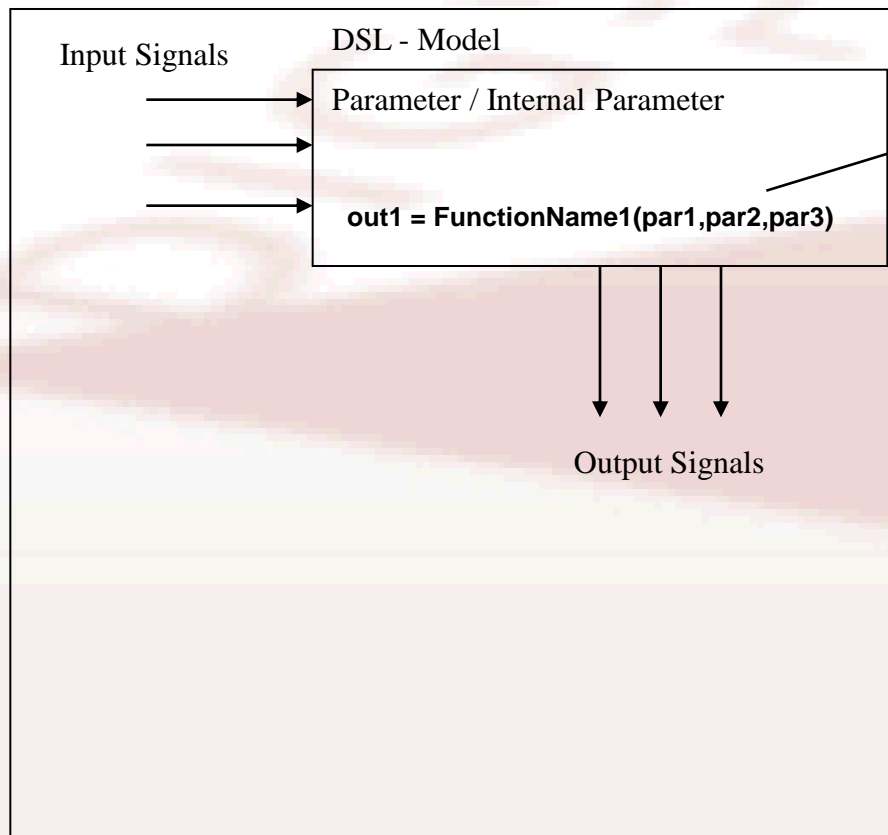 Input Signals
DSL - Model
Parameter / Internal Parameter
out1 = FunctionName1(par1,par2,par3)
Output Signals